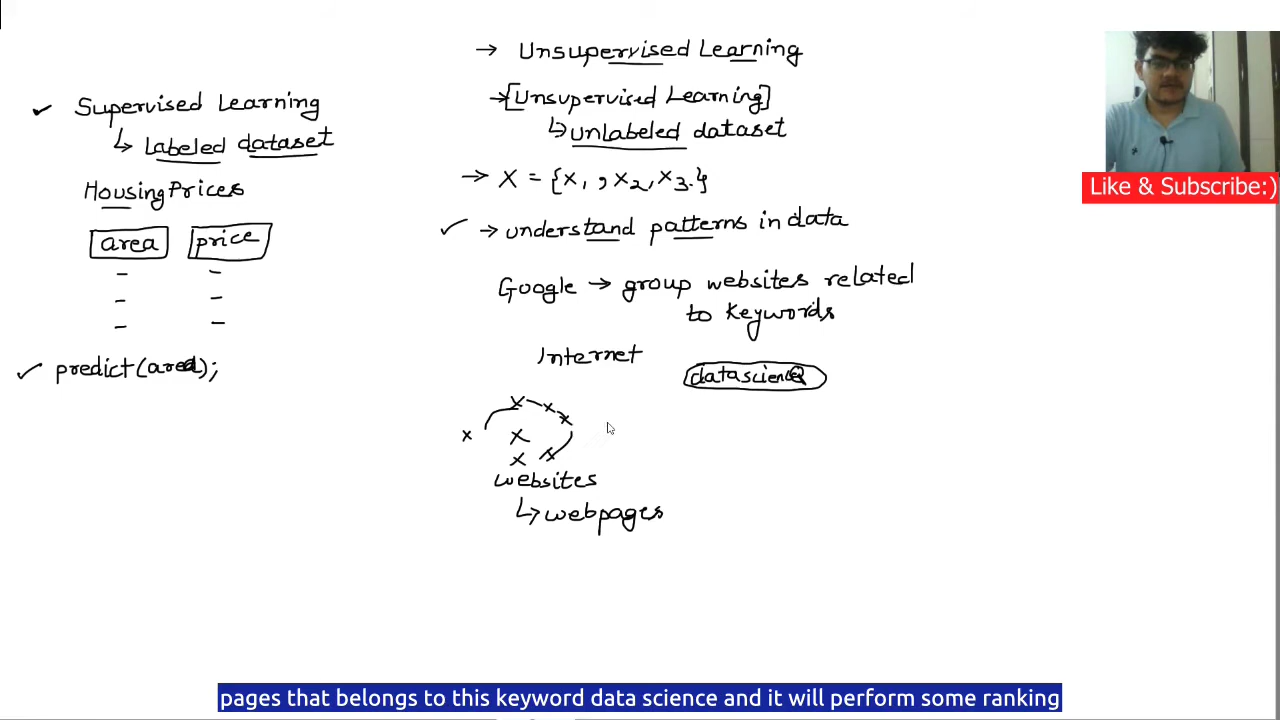 → Unsupervised Learning
✓ Supervised Learning
↳ Labeled dataset
HousingPrices
area price
- -
- -
- -
✓ predict(area);
→ [Unsupervised Learning]
↳ unlabeled dataset
→ X = {x1, x2, x3.}
✓ → understand patterns in data
Google → group websites related
to keywords
Internet
datascience
websites
↳ webpages
Like & Subscribe:)
pages that belongs to this keyword data science and it will perform some ranking